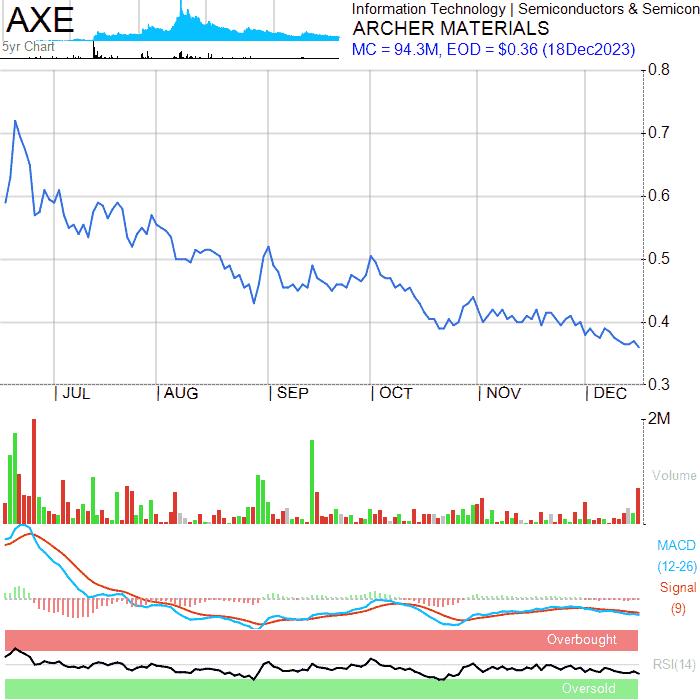 AXE
5yr Chart
Information Technology | Semiconductors & Semicon
ARCHER MATERIALS
MC = 94.3M, EOD = $0.36 (18Dec2023)
0.8
0.7
0.6
0.5
0.4
0.3
| JUL
| AUG
| SEP
| OCT
| NOV
| DEC
2M
Volume
MACD
(12-26)
Signal
(9)
Overbought
RSI(14)
Oversold